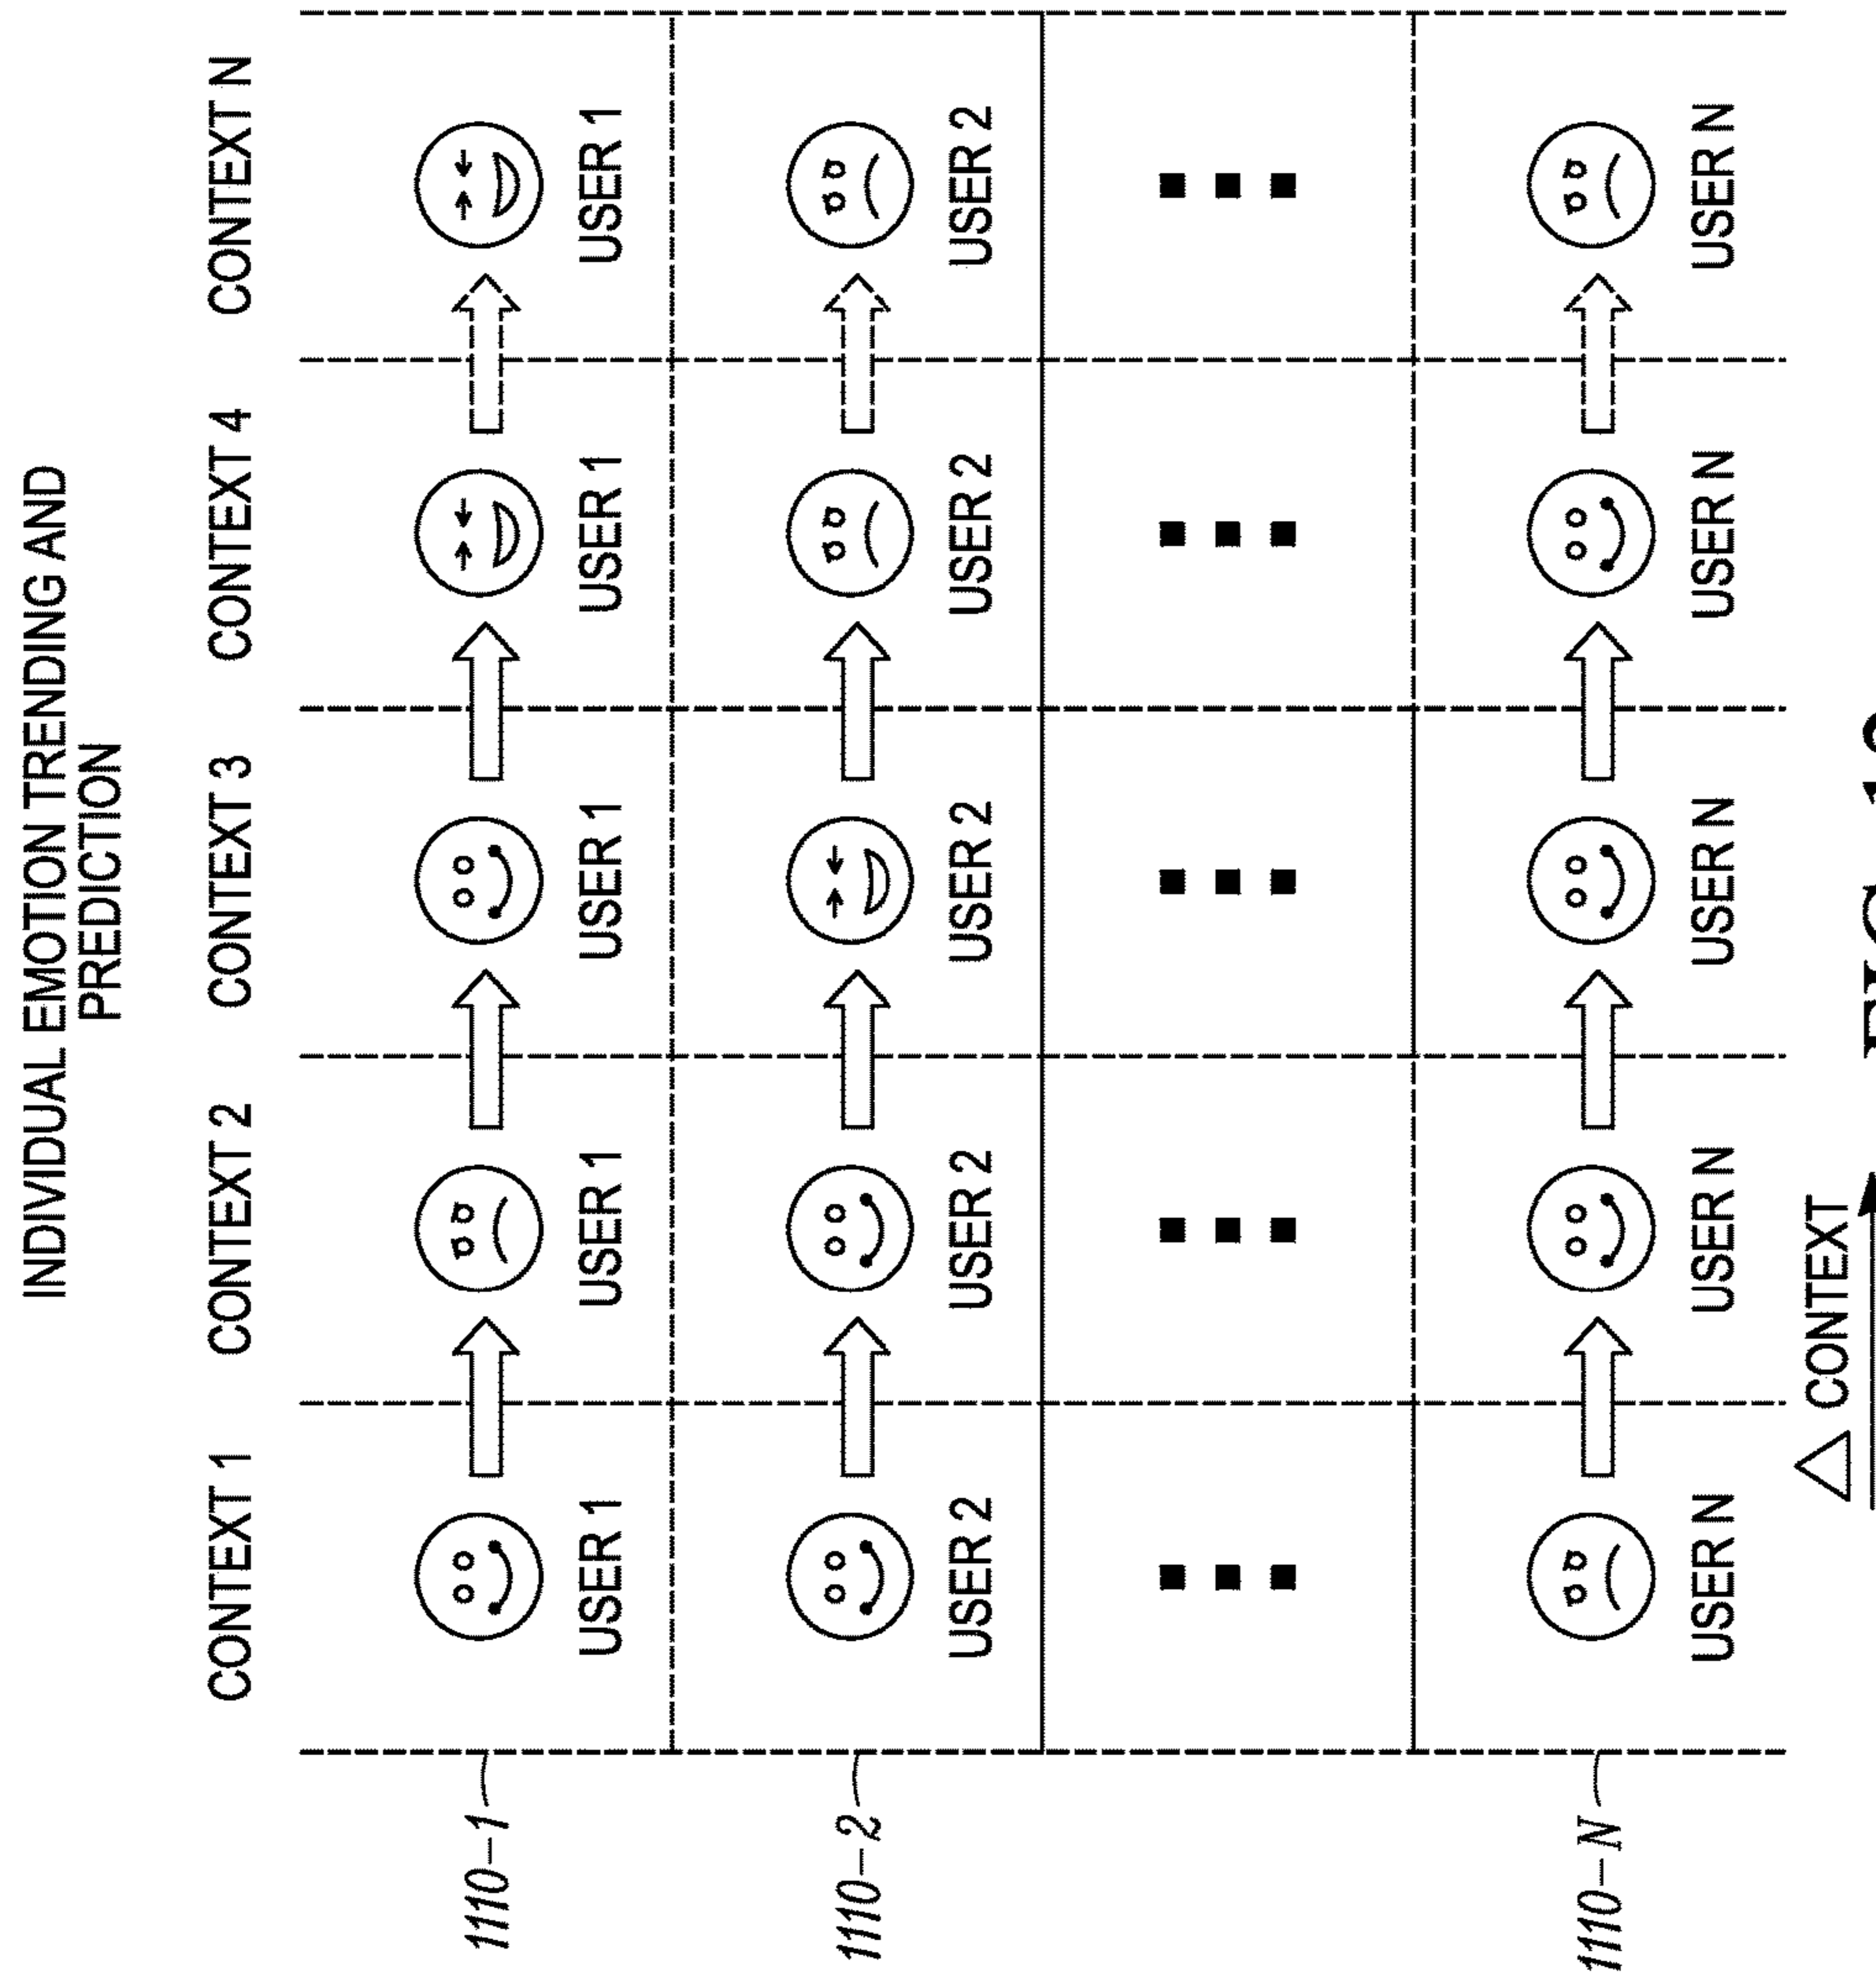 INDIVIDUAL EMOTION TRENDING AND
PREDICTION
CONTEXT 1 CONTEXT 2 CONTEXT 3 CONTEXT 4 CONTEXT N
1110-1
USER 1 USER 1 USER 1 USER 1 USER 1
1110-2
USER 2 USER 2 USER 2 USER 2 USER 2
1110-N
USER N USER N USER N USER N USER N
△ CONTEXT